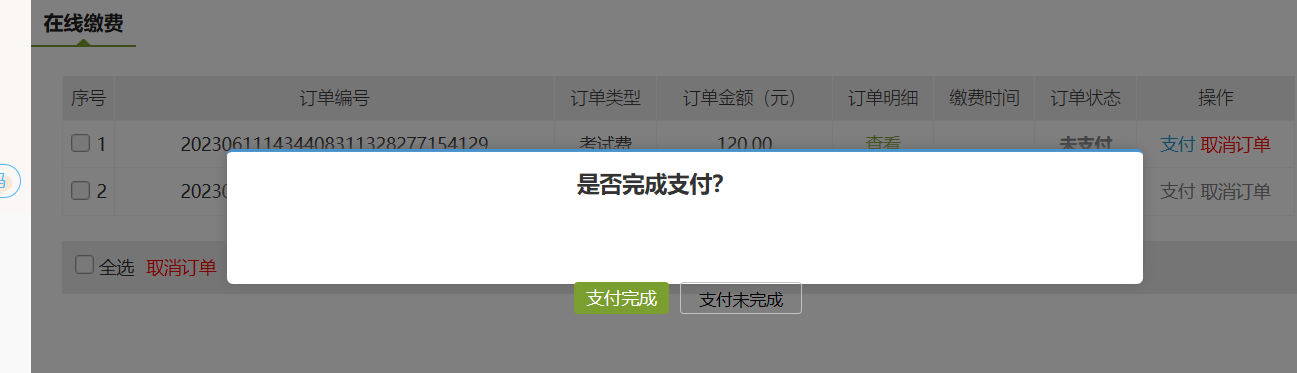 在线缴费
序号 订单编号 订单类型 订单金额（元） 订单明细 缴费时间 订单状态 操作
1 2023061114344083113282​77154129 考试费 120.00 查看 未支付 支付 取消订单
是否完成支付？
2 2023 支付 取消订单
全选 取消订单
支付完成 支付未完成